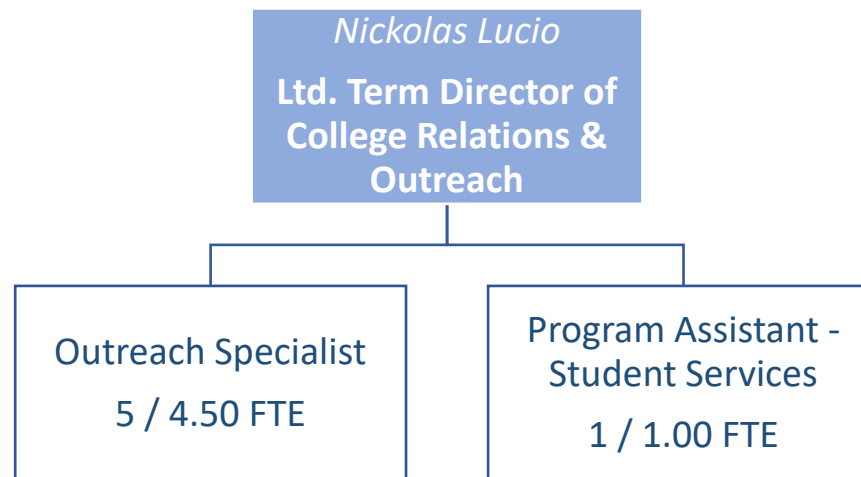 Nickolas Lucio
Ltd. Term Director of
College Relations &
Outreach
Outreach Specialist
5 / 4.50 FTE
Program Assistant -
Student Services
1 / 1.00 FTE